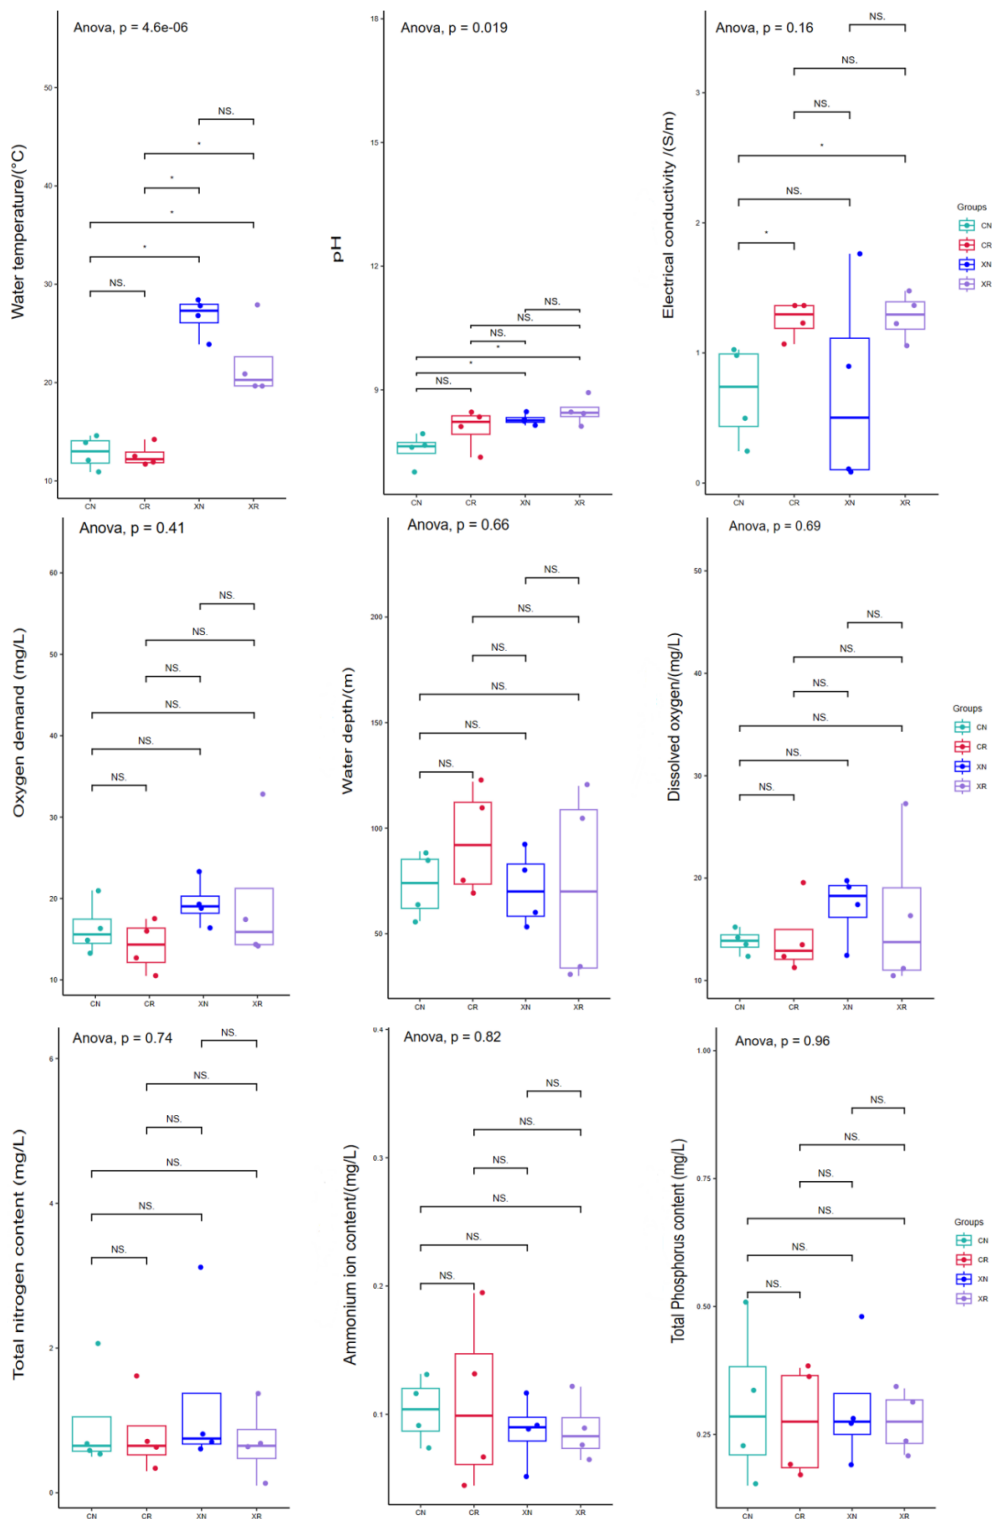 Anova, p = 4.6e-06
Water temperature/(°C)
50
40
30
20
10
NS.
*
*
*
*
NS.
CN
CR
XN
XR
Anova, p = 0.019
pH
18
12
8
NS.
NS.
NS.
*
*
NS.
CN
CR
XN
XR
Anova, p = 0.16
Electrical conductivity /(S/m)
3
2
1
0
NS.
NS.
NS.
*
NS.
*
CN
CR
XN
XR
Groups
CN
CR
XN
XR
Anova, p = 0.41
Oxygen demand (mg/L)
60
50
40
30
20
10
NS.
NS.
NS.
NS.
NS.
NS.
CN
CR
XN
XR
Anova, p = 0.66
Water depth/(m)
200
150
100
50
NS.
NS.
NS.
NS.
NS.
NS.
CN
CR
XN
XR
Anova, p = 0.69
Dissolved oxygen/(mg/L)
50
40
30
20
10
NS.
NS.
NS.
NS.
NS.
NS.
CN
CR
XN
XR
Groups
CN
CR
XN
XR
Anova, p = 0.74
Total nitrogen content (mg/L)
6
4
2
0
NS.
NS.
NS.
NS.
NS.
NS.
CN
CR
XN
XR
Anova, p = 0.82
Ammonium ion content/(mg/L)
0.4
0.3
0.2
0.1
NS.
NS.
NS.
NS.
NS.
NS.
CN
CR
XN
XR
Anova, p = 0.96
Total Phosphorus content (mg/L)
1.00
0.75
0.50
0.25
NS.
NS.
NS.
NS.
NS.
NS.
CN
CR
XN
XR
Groups
CN
CR
XN
XR